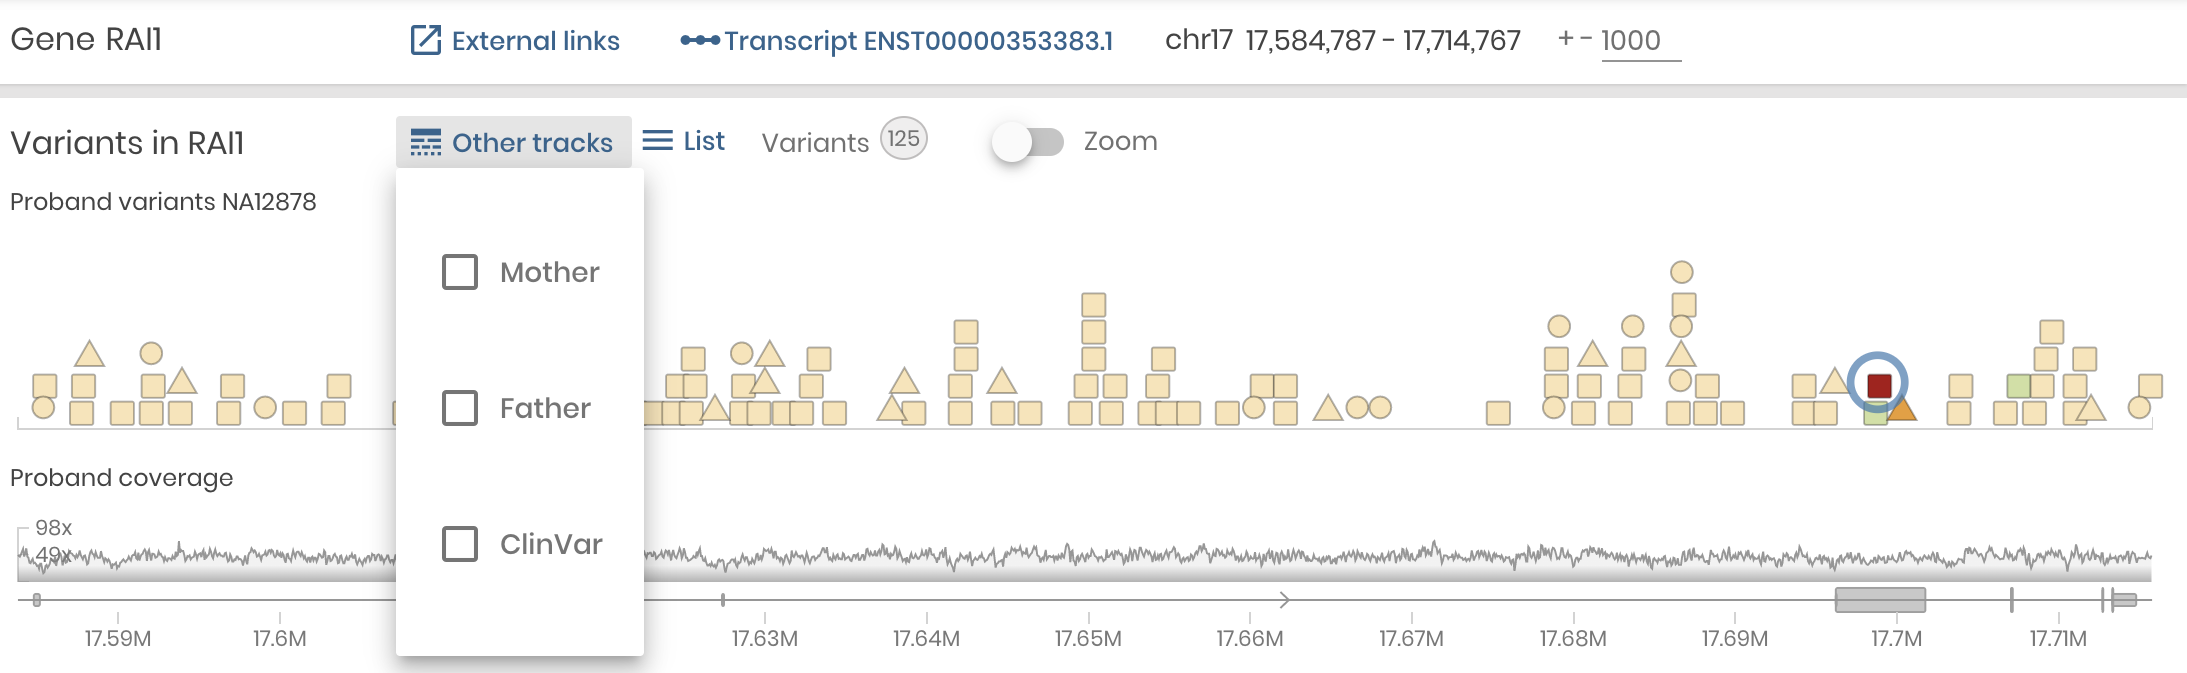 Gene RAI1 External links Transcript ENST00000353383.1 chr17 17,584,787 - 17,714,767 + - 1000
Variants in RAI1 Other tracks List Variants 125 Zoom
Proband variants NA12878
Mother
Father
Proband coverage
98x
49x
ClinVar
17.59M 17.6M 17.63M 17.64M 17.65M 17.66M 17.67M 17.68M 17.69M 17.7M 17.71M